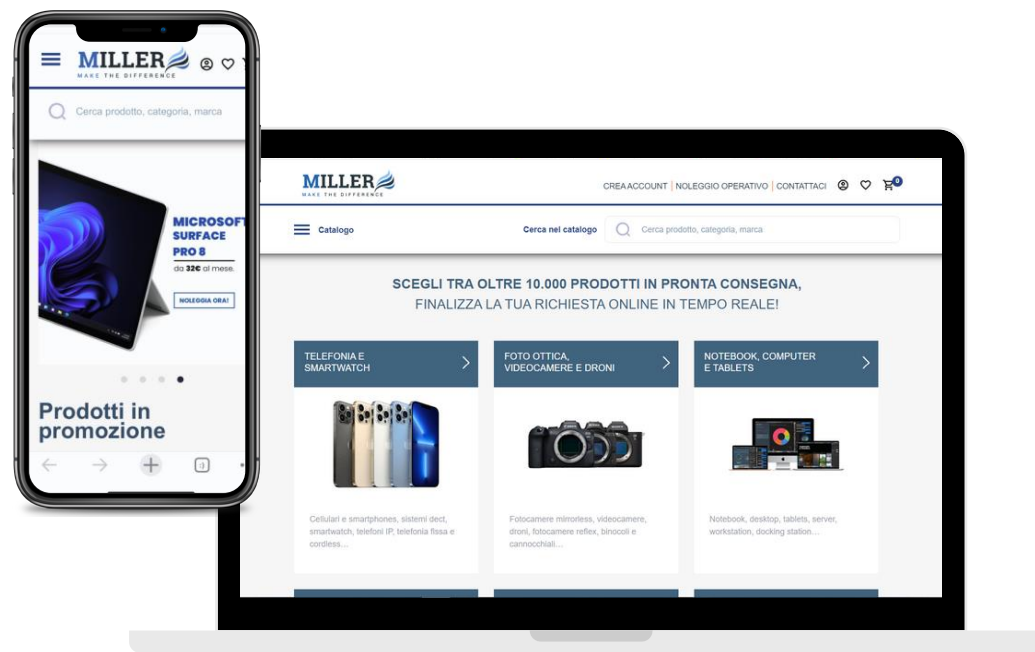 MILLER
MAKE THE DIFFERENCE
Cerca prodotto, categoria, marca
MICROSOFT
SURFACE
PRO 8
da 32€ al mese.
NOLEGGIA ORA!
Prodotti in
promozione
:)
MILLER
MAKE THE DIFFERENCE
CREA ACCOUNT | NOLEGGIO OPERATIVO | CONTATTACI
0
Catalogo
Cerca nel catalogo
Cerca prodotto, categoria, marca
SCEGLI TRA OLTRE 10.000 PRODOTTI IN PRONTA CONSEGNA,
FINALIZZA LA TUA RICHIESTA ONLINE IN TEMPO REALE!
TELEFONIA E
SMARTWATCH
Cellulari e smartphones, sistemi dect,
smartwatch, telefoni IP, telefonia fissa e
cordless...
FOTO OTTICA,
VIDEOCAMERE E DRONI
Fotocamere mirrorless, videocamere,
droni, fotocamere reflex, binocoli e
cannocchiali...
NOTEBOOK, COMPUTER
E TABLETS
Notebook, desktop, tablets, server,
workstation, docking station...